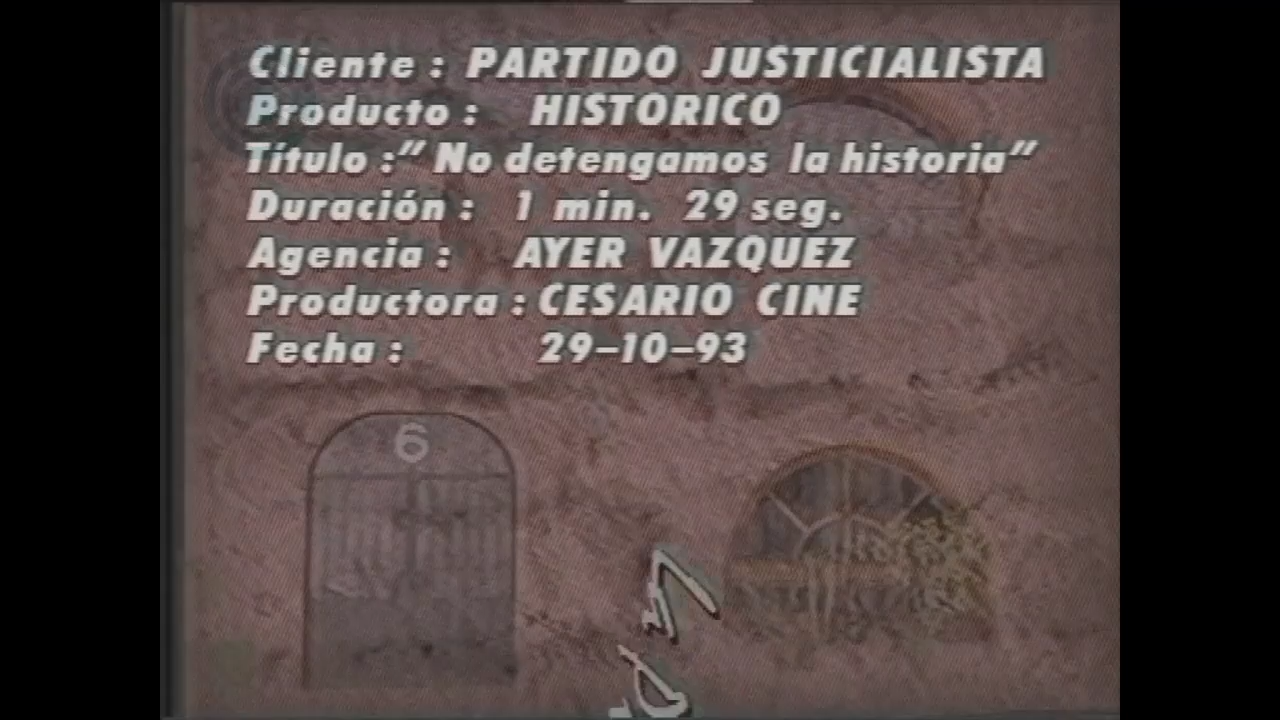 Cliente : PARTIDO JUSTICIALISTA
Producto : HISTORICO
Título :" No detengamos la historia"
Duración : 1 min. 29 seg.
Agencia : AYER VAZQUEZ
Productora : CESARIO CINE
Fecha : 29-10-93
6